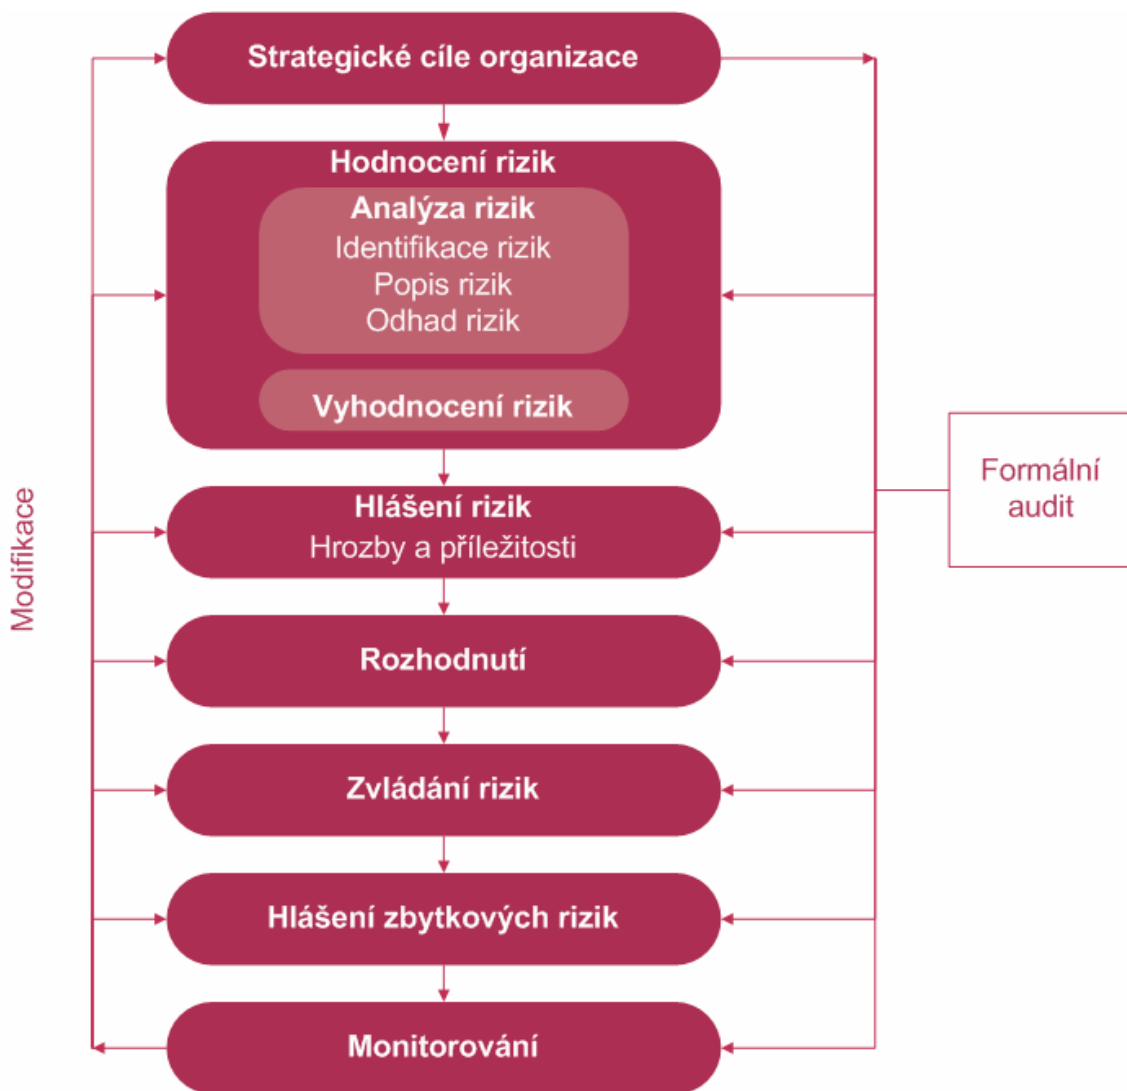 Strategické cíle organizace
Hodnocení rizik
Analýza rizik
Identifikace rizik
Popis rizik
Odhad rizik
Vyhodnocení rizik
Hlášení rizik
Hrozby a příležitosti
Rozhodnutí
Zvládání rizik
Hlášení zbytkových rizik
Monitorování
Modifikace
Formální
audit